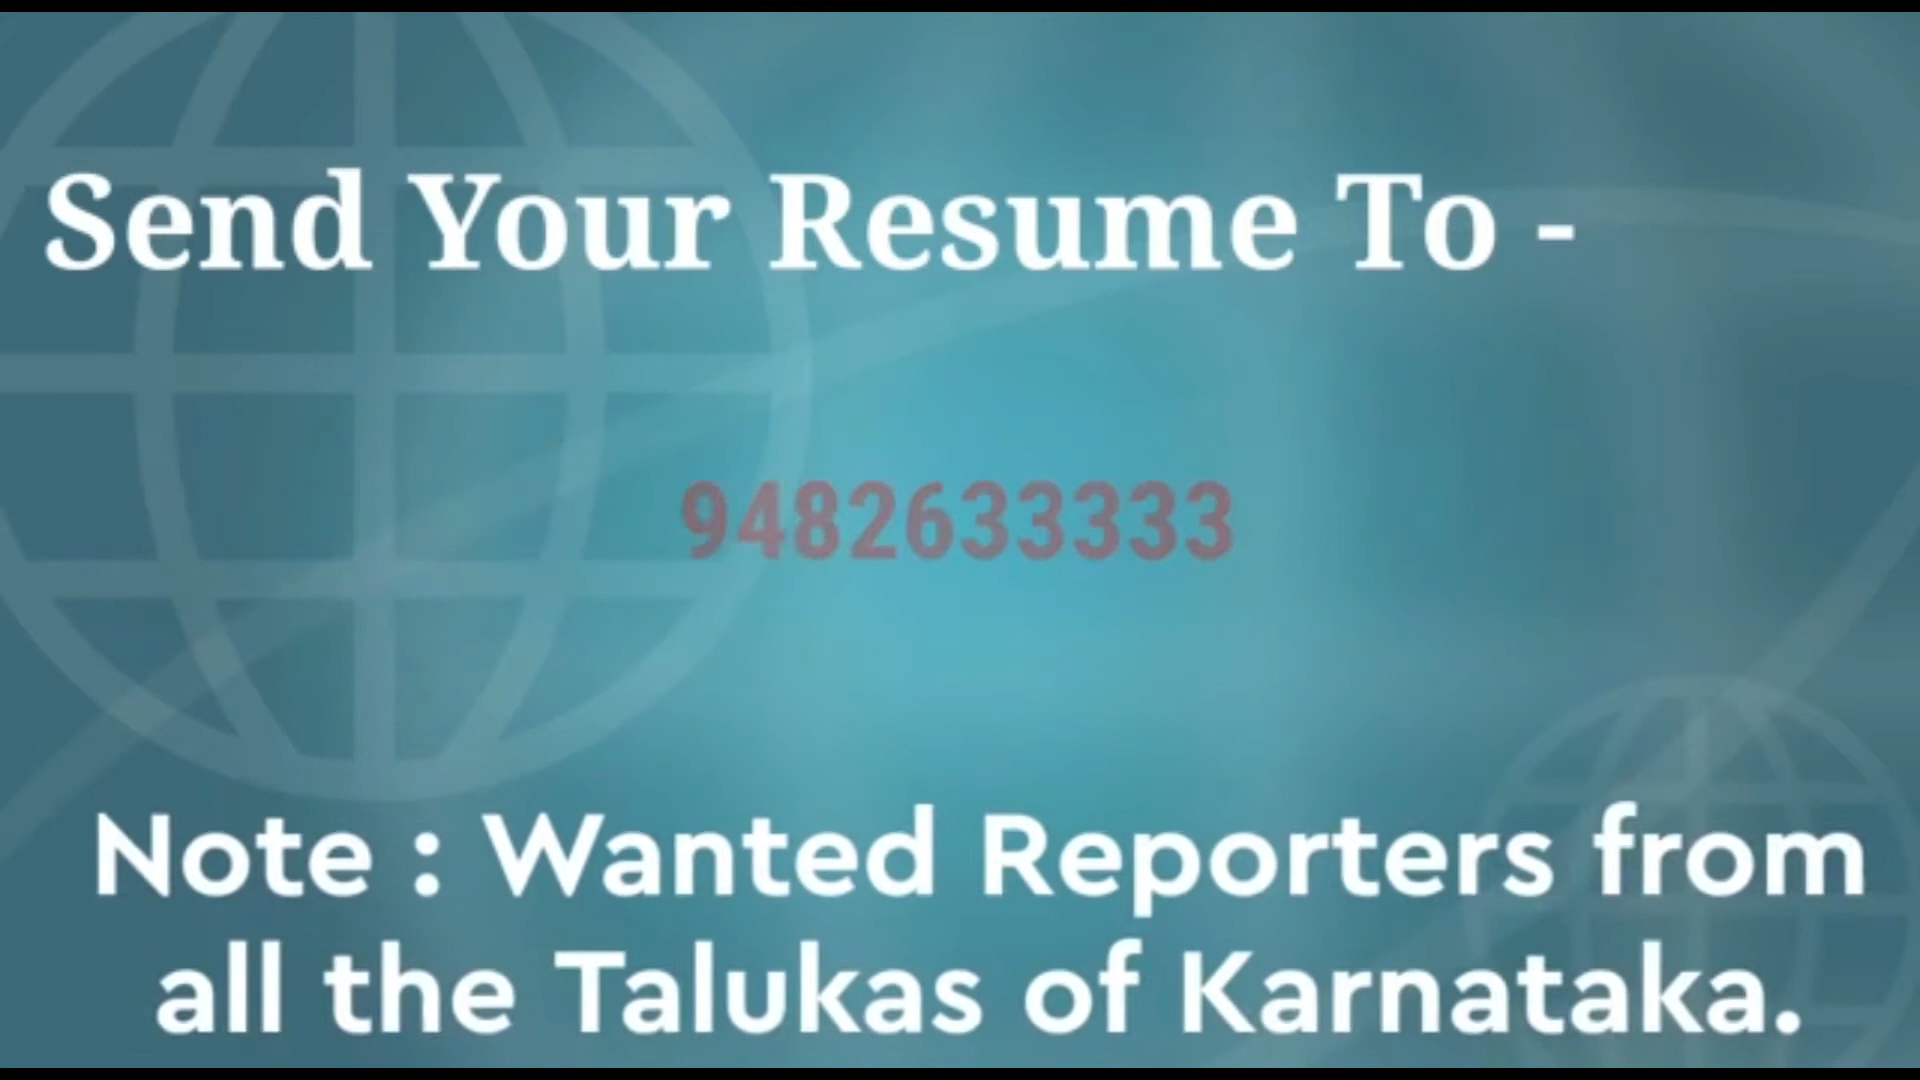 Send Your Resume To -
9482633333
Note : Wanted Reporters from
all the Talukas of Karnataka.